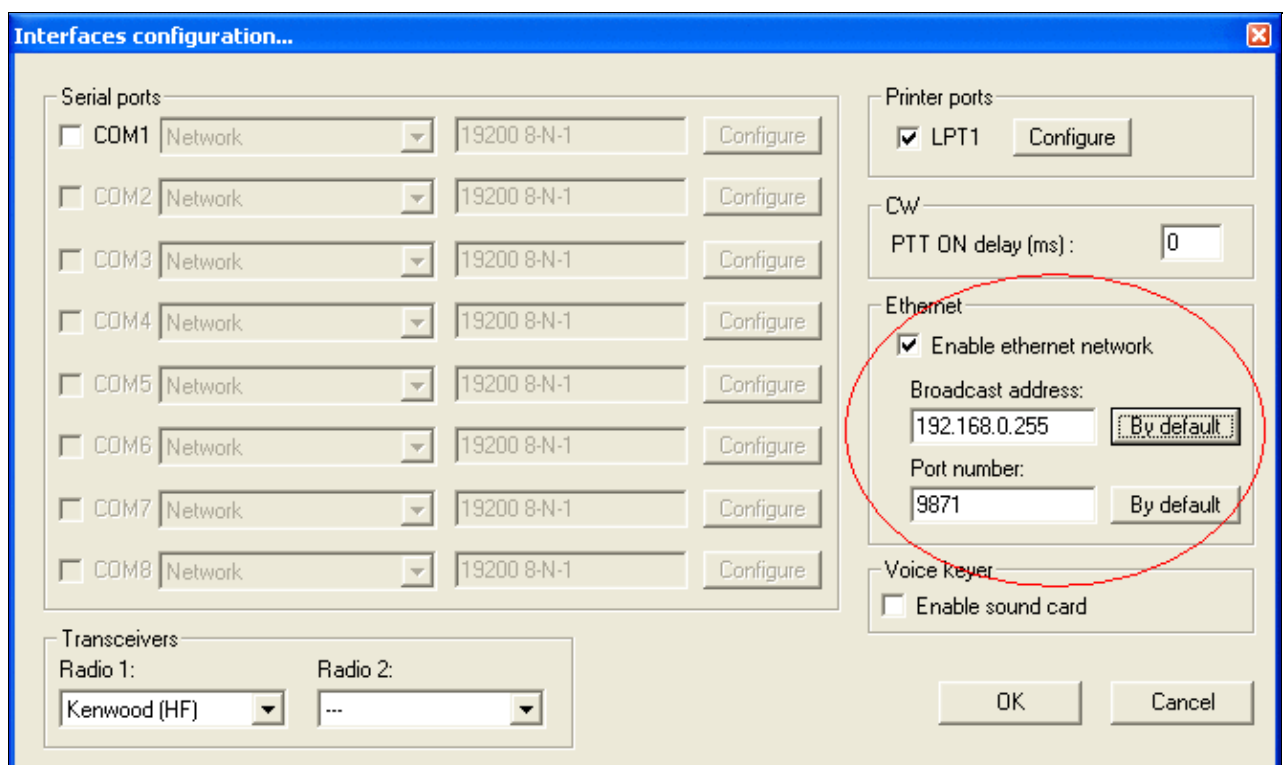 Interfaces configuration...
Serial ports
COM1 Network 19200 8-N-1 Configure
COM2 Network 19200 8-N-1 Configure
COM3 Network 19200 8-N-1 Configure
COM4 Network 19200 8-N-1 Configure
COM5 Network 19200 8-N-1 Configure
COM6 Network 19200 8-N-1 Configure
COM7 Network 19200 8-N-1 Configure
COM8 Network 19200 8-N-1 Configure
Transceivers
Radio 1: Radio 2:
Kenwood (HF) ---
Printer ports
LPT1 Configure
CW
PTT ON delay (ms) : 0
Ethernet
Enable ethernet network
Broadcast address:
192.168.0.255 By default
Port number:
9871 By default
Voice keyer
Enable sound card
OK Cancel